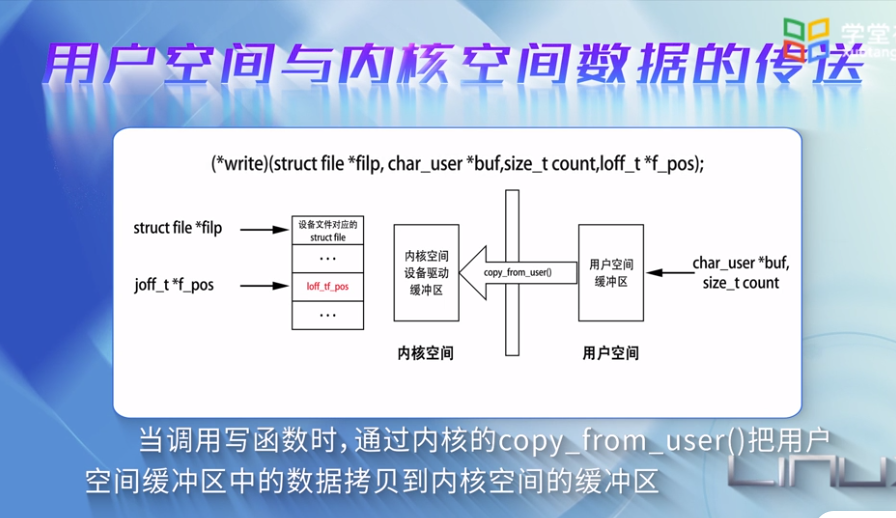 用户空间与内核空间数据的传送
学堂
(*write)(struct file *filp, char_user *buf,size_t count,loff_t *f_pos);
struct file *filp
设备文件对应的
struct file
...
joff_t *f_pos
loff_tf_pos
...
内核空间
设备驱动
缓冲区
copy_from_user()
用户空间
缓冲区
char_user *buf,
size_t count
内核空间
用户空间
当调用写函数时，通过内核的copy_from_user()把用户
空间缓冲区中的数据拷贝到内核空间的缓冲区